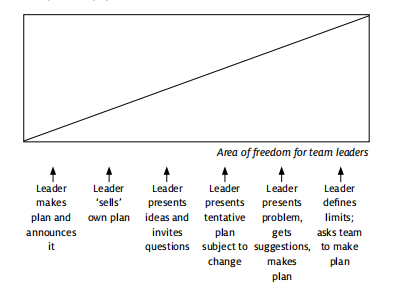 Area of freedom for team leaders
Leader
makes
plan and
announces
it
Leader
‘sells’
own plan
Leader
presents
ideas and
invites
questions
Leader
presents
tentative
plan
subject to
change
Leader
presents
problem,
gets
suggestions,
makes
plan
Leader
defines
limits;
asks team
to make
plan